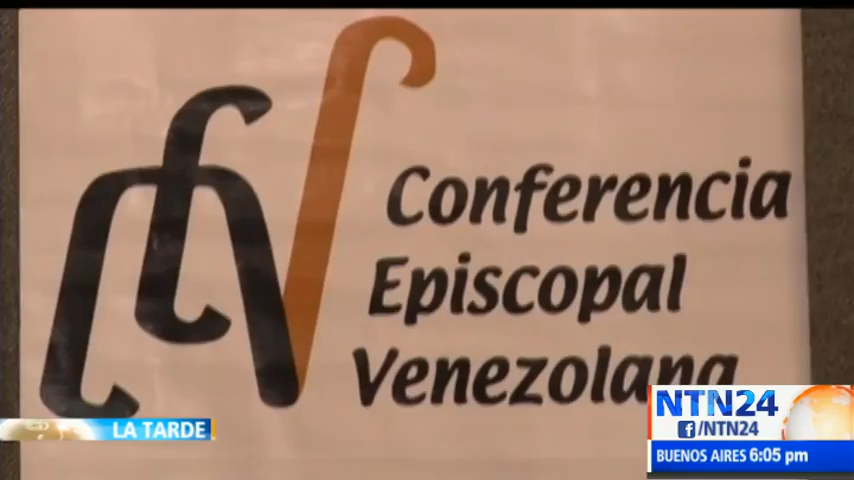 Conferencia
Episcopal
Venezolana
LA TARDE
NTN24
f/NTN24
BUENOS AIRES 6:05 pm